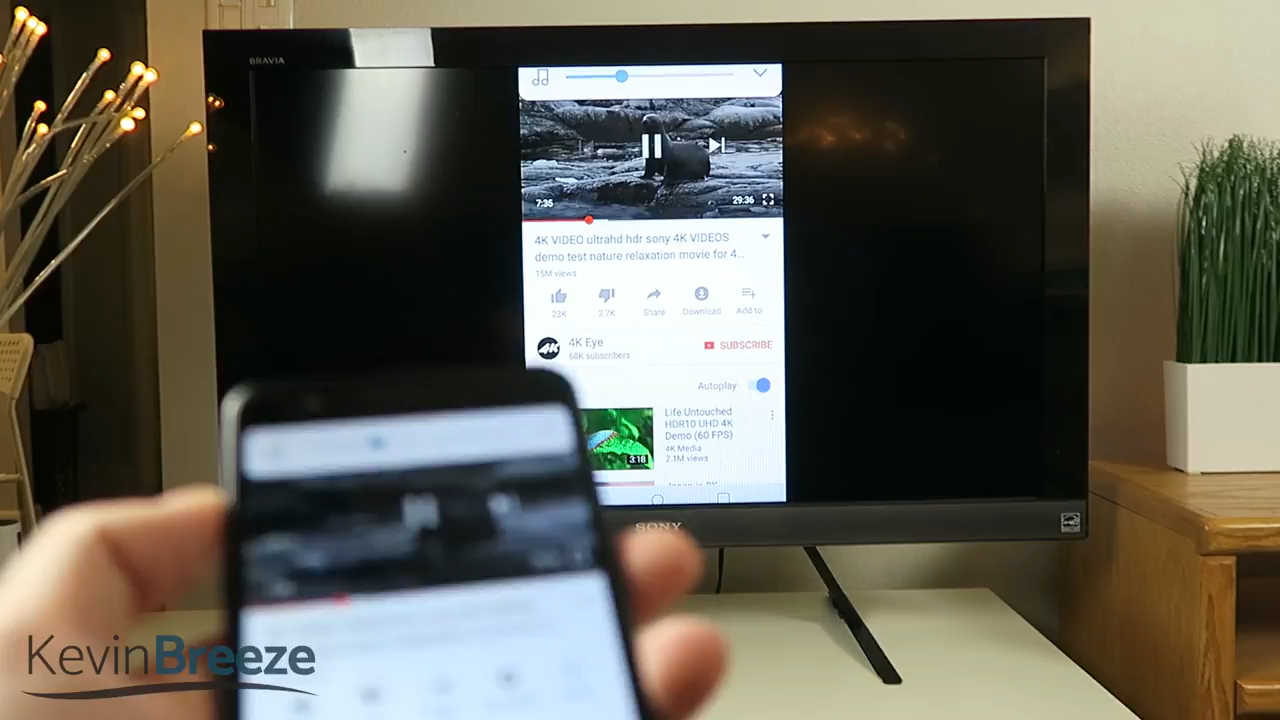 BRAVIA
7:35
29:36
4K VIDEO ultrahd hdr sony 4K VIDEOS
demo test nature relaxation movie for 4...
15M views
23K
2.7K
Share
Download
Add to
4K Eye
68K subscribers
SUBSCRIBE
Autoplay
Life Untouched
HDR10 UHD 4K
Demo (60 FPS)
4K Media
2.1M views
3:18
SONY
KevinBreeze